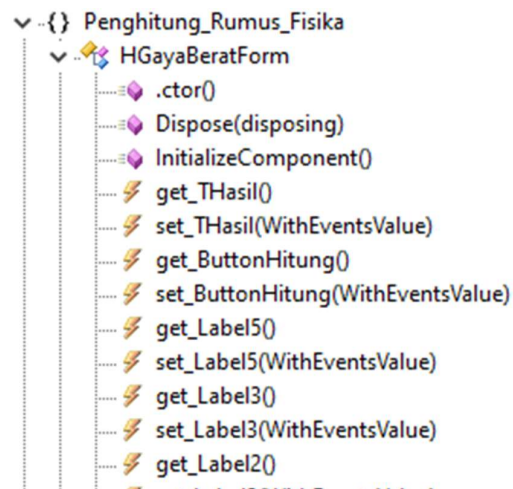 {} Penghitung_Rumus_Fisika
HGayaBeratForm
.ctor()
Dispose(disposing)
InitializeComponent()
get_THasil()
set_THasil(WithEventsValue)
get_ButtonHitung()
set_ButtonHitung(WithEventsValue)
get_Label5()
set_Label5(WithEventsValue)
get_Label3()
set_Label3(WithEventsValue)
get_Label2()